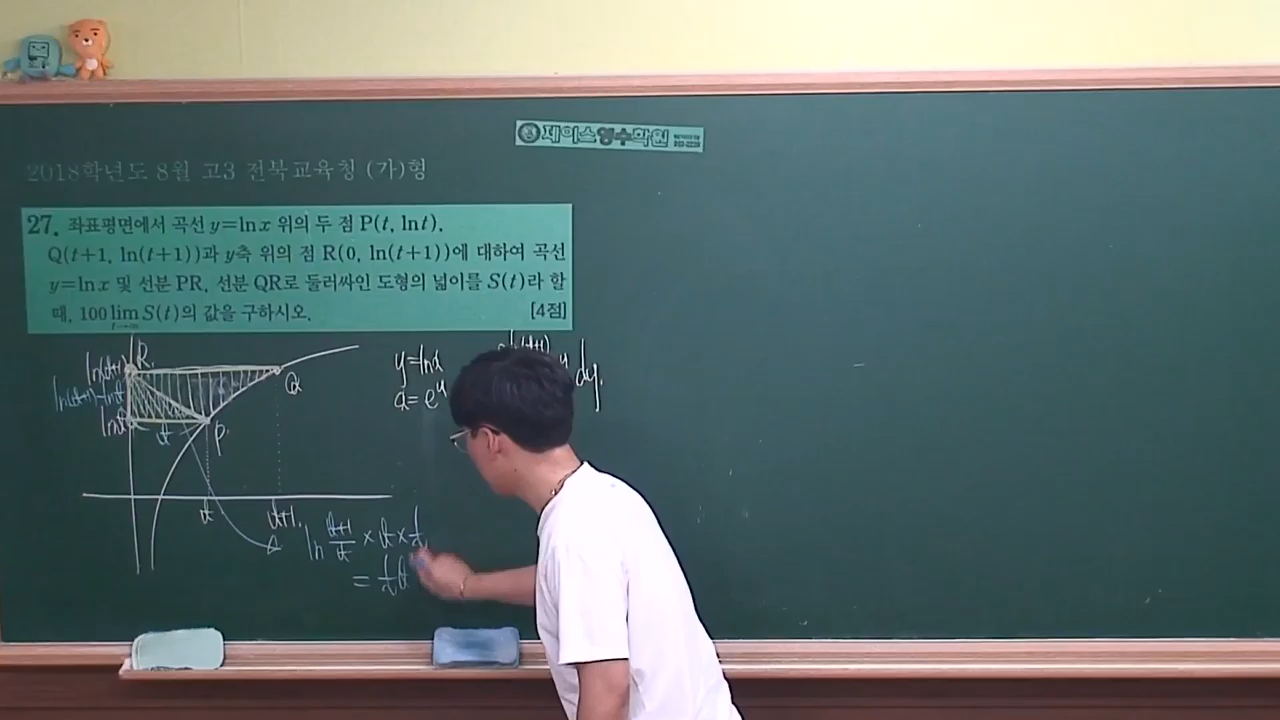 제이스영수학원
2018학년도 8월 고3 전북교육청 (가)형
27. 좌표평면에서 곡선 y=ln x 위의 두 점 P(t, ln t),
Q(t+1, ln(t+1))과 y축 위의 점 R(0, ln(t+1))에 대하여 곡선
y=ln x 및 선분 PR, 선분 QR로 둘러싸인 도형의 넓이를 S(t)라 할
때, 100 lim S(t)의 값을 구하시오. [4점]
t→∞
R
ln(t+1)
Q
ln(t+1)-ln t
ln t
t
P
t
t+1
y=ln x
x=e^y
dy
ln (t+1)/t × t × 1/2
= 1/2 t